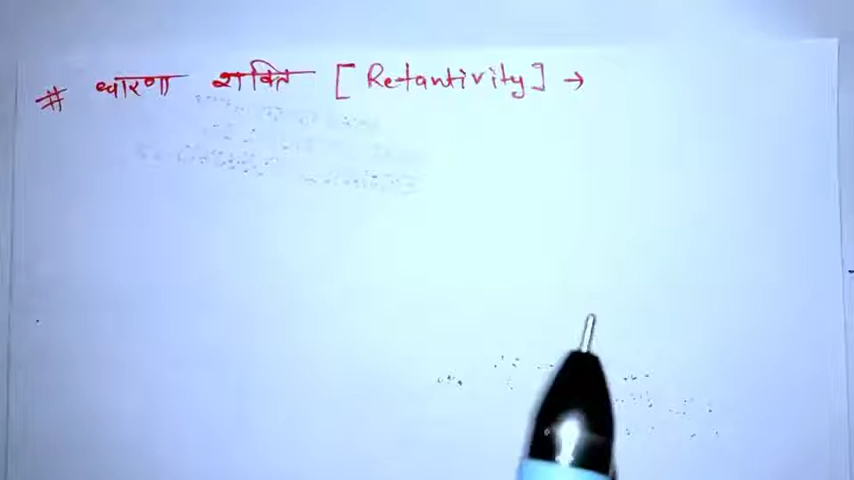 # धारणा शक्ति [Retantivity] →